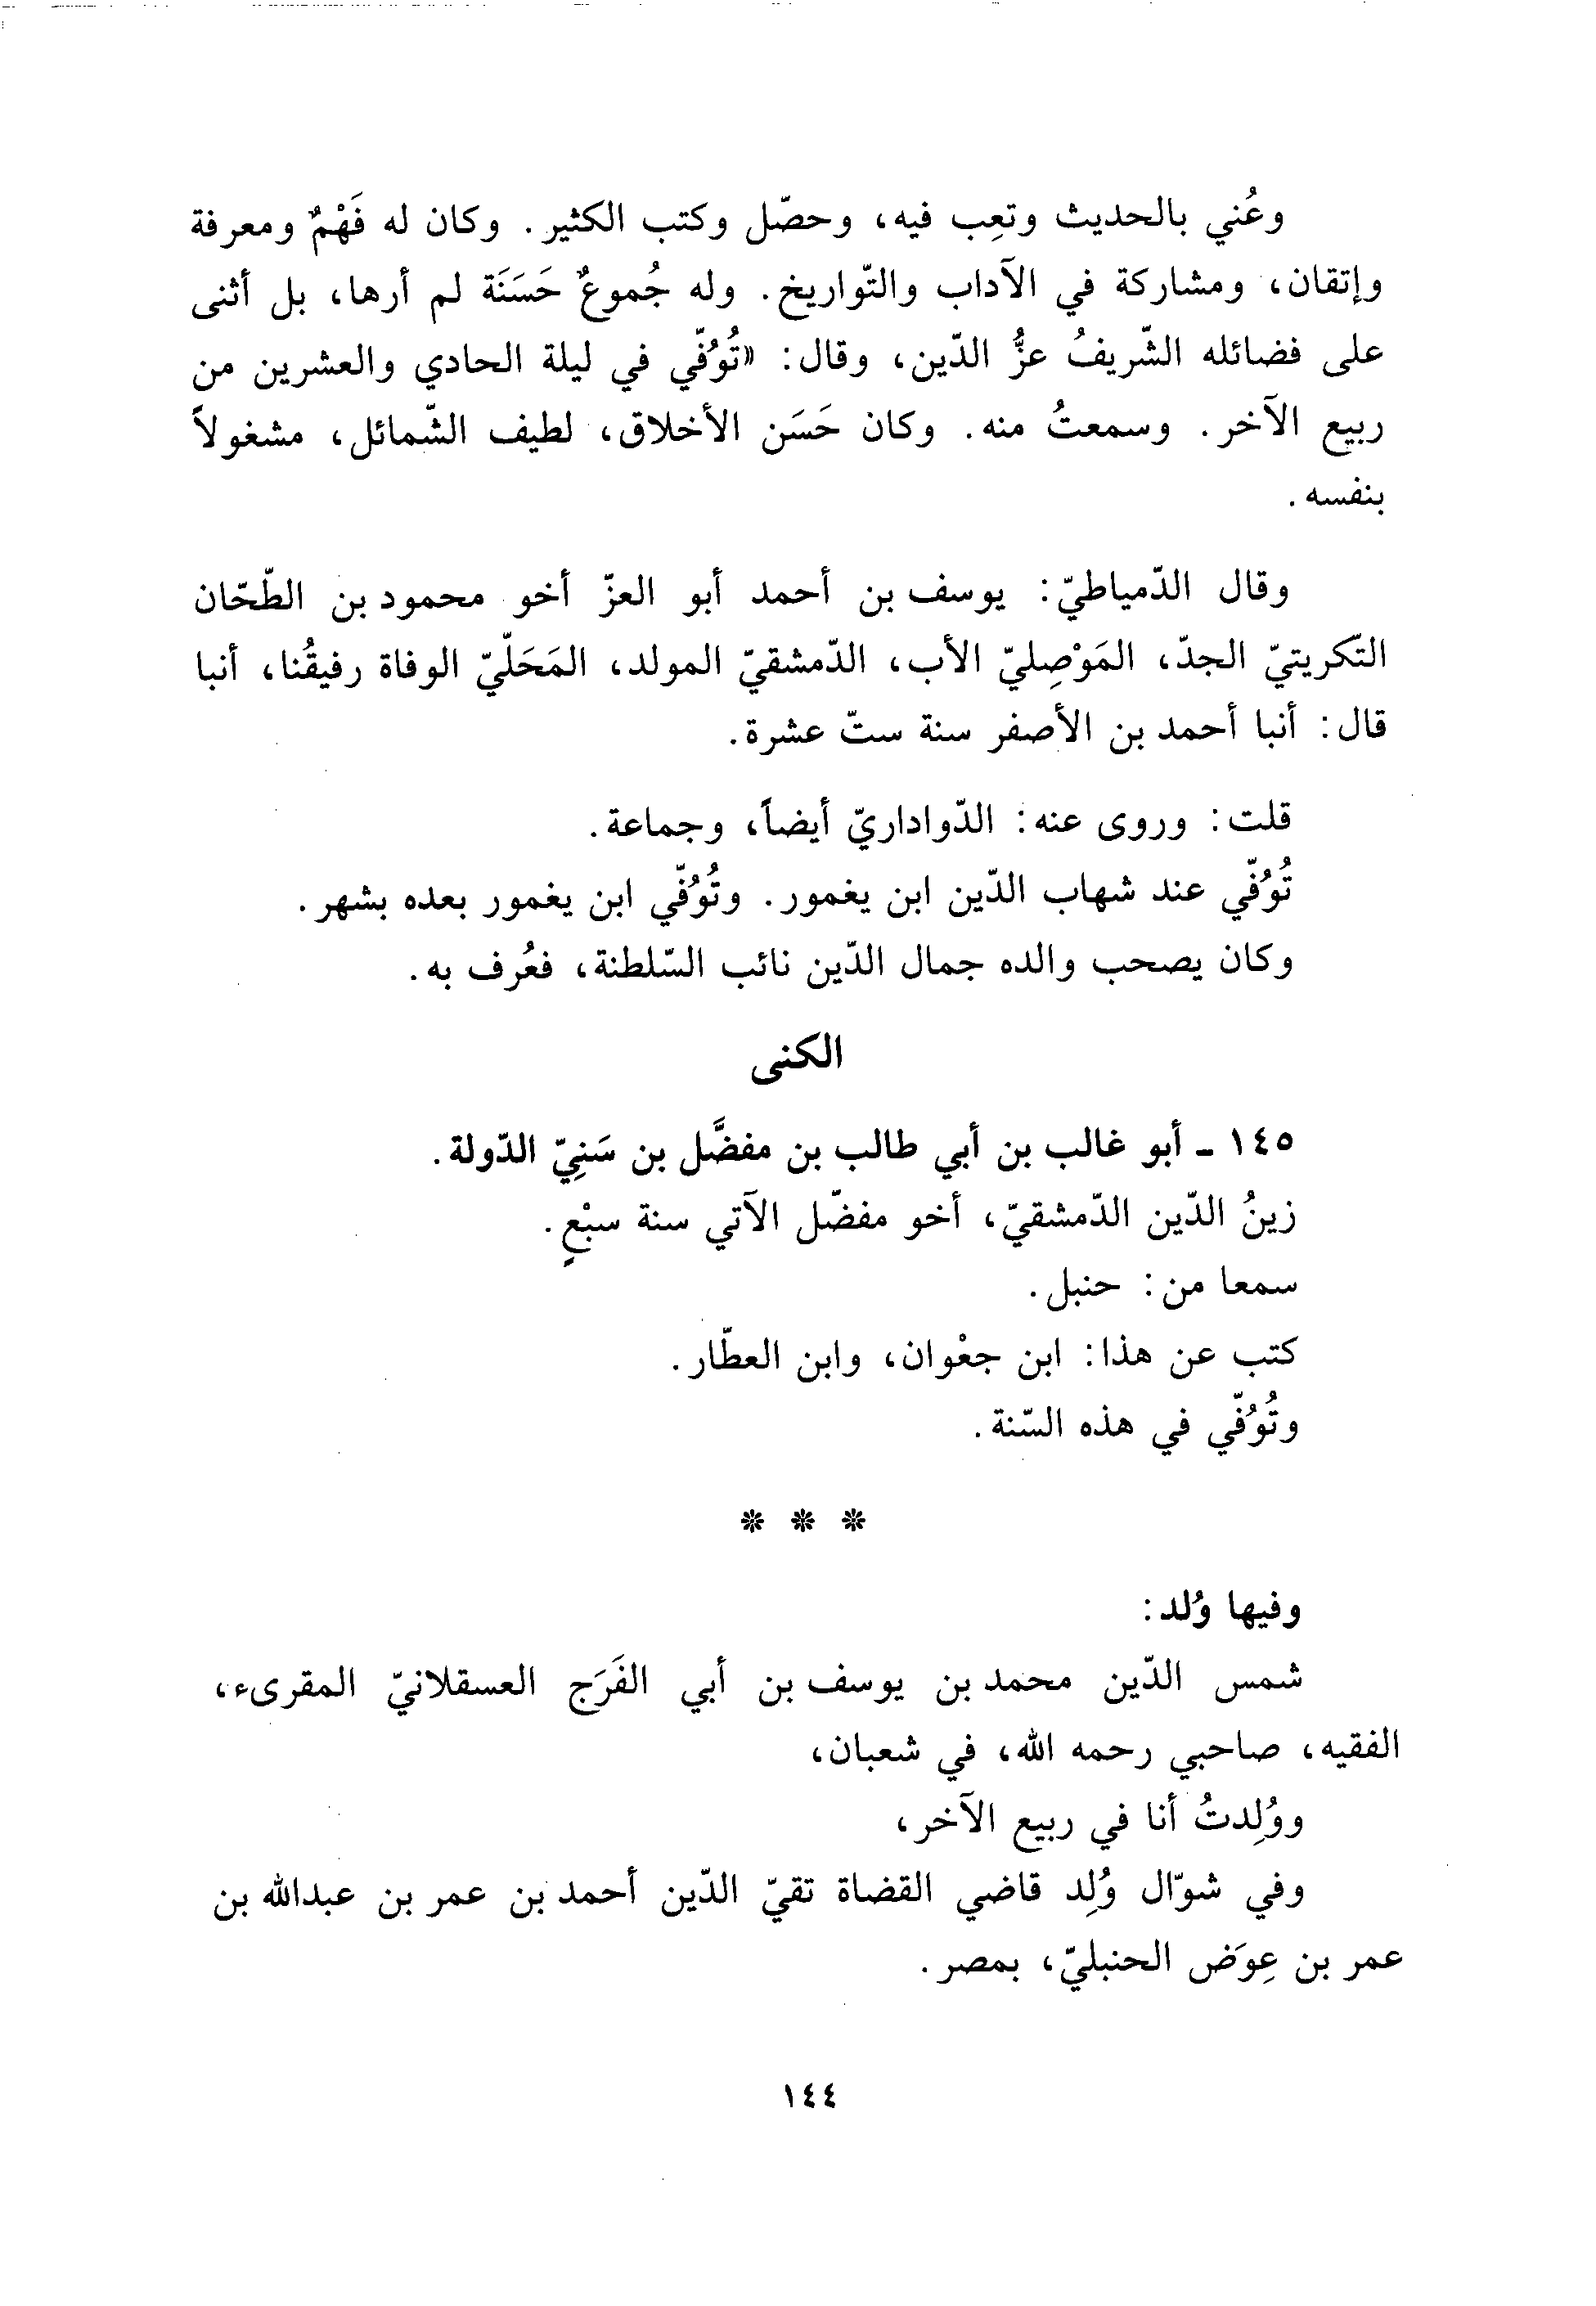 وعُني بالحديث وتعِب فيه، وحصّل وكتب الكثير. وكان له فَهْمٌ ومعرفة
وإتقان، ومشاركة في الآداب والتّواريخ. وله جُموعٌ حَسَنَة لم أرها، بل أثنى
على فضائله الشّريفُ عزُّ الدّين، وقال: «تُوُفّي في ليلة الحادي والعشرين من
ربيع الآخر. وسمعتُ منه. وكان حَسَن الأخلاق، لطيف الشّمائل، مشغولاً
بنفسه.
وقال الدّمياطيّ: يوسف بن أحمد أبو العزّ أخو محمود بن الطّحّان
التّكريتيّ الجدّ، المَوْصِليّ الأب، الدّمشقيّ المولد، المَحَلّيّ الوفاة رفيقُنا، أنبا
قال: أنبا أحمد بن الأصفر سنة ستّ عشرة.
قلت: وروى عنه: الدّواداريّ أيضاً، وجماعة.
تُوُفّي عند شهاب الدّين ابن يغمور. وتُوُفّي ابن يغمور بعده بشهر.
وكان يصحب والده جمال الدّين نائب السّلطنة، فعُرف به.
الكنى
١٤٥ - أبو غالب بن أبي طالب بن مفضَّل بن سَنِيّ الدّولة.
زينُ الدّين الدّمشقيّ، أخو مفضّل الآتي سنة سبْعٍ.
سمعا من: حنبل.
كتب عن هذا: ابن جعْوان، وابن العطّار.
وتُوُفّي في هذه السّنة.
* * *
وفيها وُلد:
شمس الدّين محمد بن يوسف بن أبي الفَرَج العسقلانيّ المقرىء،
الفقيه، صاحبي رحمه الله، في شعبان،
ووُلِدتُ أنا في ربيع الآخر،
وفي شوّال وُلِد قاضي القضاة تقيّ الدّين أحمد بن عمر بن عبدالله بن
عمر بن عِوَض الحنبليّ، بمصر.
١٤٤